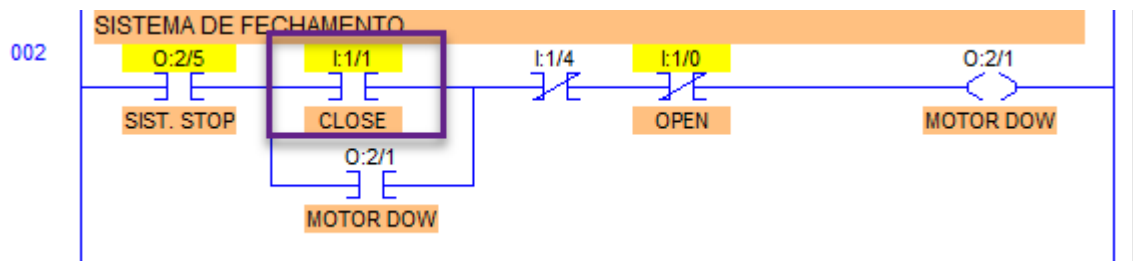 SISTEMA DE FECHAMENTO
002
O:2/5 I:1/1 I:1/4 I:1/0 O:2/1
SIST. STOP CLOSE OPEN MOTOR DOW
O:2/1
MOTOR DOW